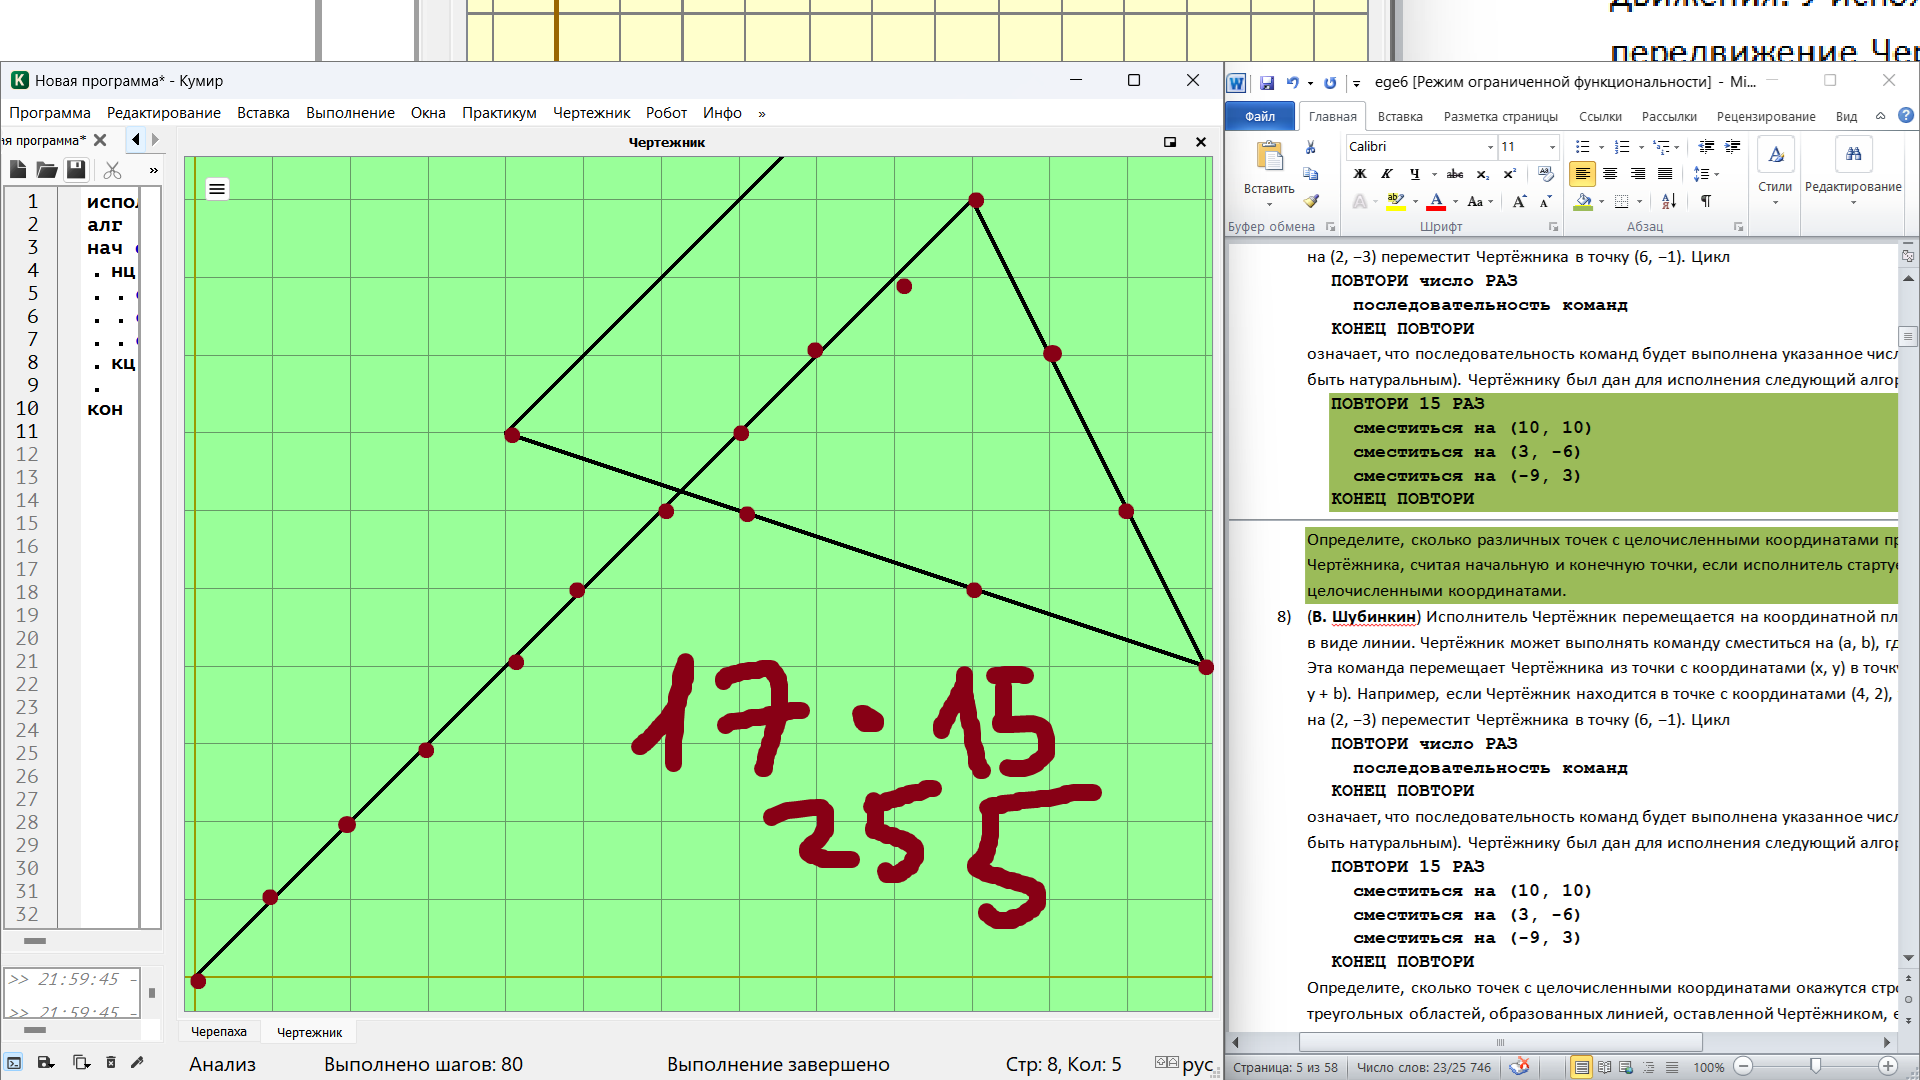 движения. У испол
передвижение Чер
Новая программа* - Кумир
Программа Редактирование Вставка Выполнение Окна Практикум Чертежник Робот Инфо »
ая программа*
Чертежник
»
1 испол
2 алг
3 нач
4 . нц
5 . .
6 . .
7 . .
8 . кц
9 .
10 кон
11
12
13
14
15
16
17
18
19
20
21
22
23
24
25
26
27
28
29
30
31
32
17 · 15
255
5
>> 21:59:45 -
>> 21:59:45 -
Черепаха Чертежник
Анализ Выполнено шагов: 80 Выполнение завершено Стр: 8, Кол: 5 рус
ege6 [Режим ограниченной функциональности] - Mi...
Файл Главная Вставка Разметка страницы Ссылки Рассылки Рецензирование Вид
Calibri 11
Вставить
Стили
Редактирование
Буфер обмена Шрифт Абзац
на (2, −3) переместит Чертёжника в точку (6, −1). Цикл
ПОВТОРИ число РАЗ
последовательность команд
КОНЕЦ ПОВТОРИ
означает, что последовательность команд будет выполнена указанное чис
быть натуральным). Чертёжнику был дан для исполнения следующий алгор
ПОВТОРИ 15 РАЗ
сместиться на (10, 10)
сместиться на (3, -6)
сместиться на (-9, 3)
КОНЕЦ ПОВТОРИ
Определите, сколько различных точек с целочисленными координатами пр
Чертёжника, считая начальную и конечную точки, если исполнитель старту
целочисленными координатами.
8) (В. Шубинкин) Исполнитель Чертёжник перемещается на координатной пл
в виде линии. Чертёжник может выполнять команду сместиться на (a, b), гд
Эта команда перемещает Чертёжника из точки с координатами (x, y) в точку
y + b). Например, если Чертёжник находится в точке с координатами (4, 2),
на (2, −3) переместит Чертёжника в точку (6, −1). Цикл
ПОВТОРИ число РАЗ
последовательность команд
КОНЕЦ ПОВТОРИ
означает, что последовательность команд будет выполнена указанное чис
быть натуральным). Чертёжнику был дан для исполнения следующий алгор
ПОВТОРИ 15 РАЗ
сместиться на (10, 10)
сместиться на (3, -6)
сместиться на (-9, 3)
КОНЕЦ ПОВТОРИ
Определите, сколько точек с целочисленными координатами окажутся стро
треугольных областей, образованных линией, оставленной Чертёжником, е
Страница: 5 из 58 Число слов: 23/25 746 100%